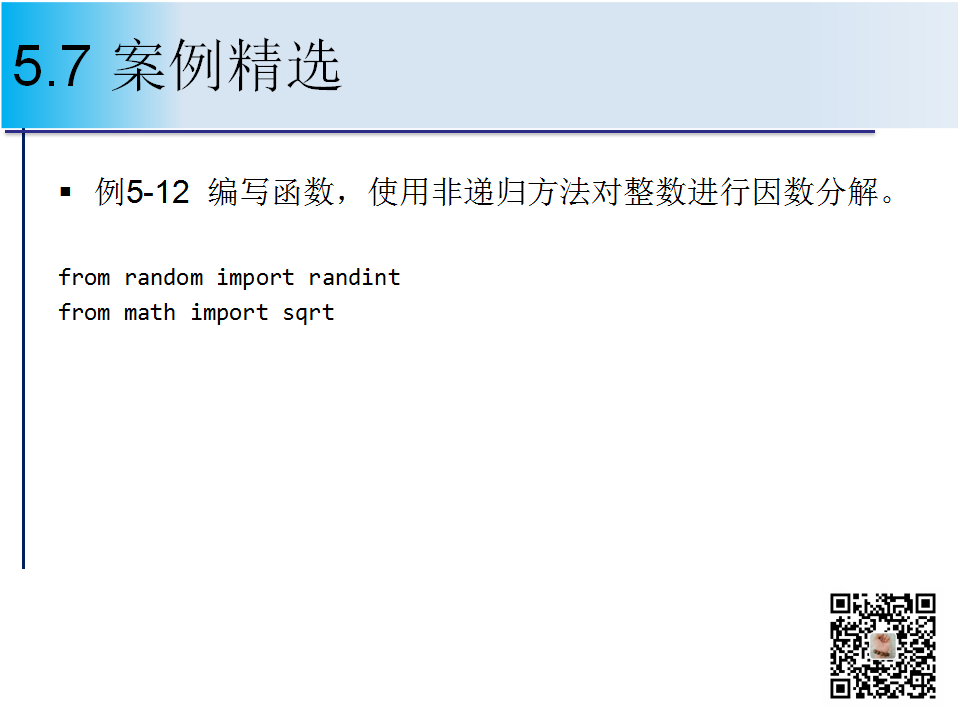 5.7 案例精选
▪ 例5-12 编写函数，使用非递归方法对整数进行因数分解。
from random import randint
from math import sqrt